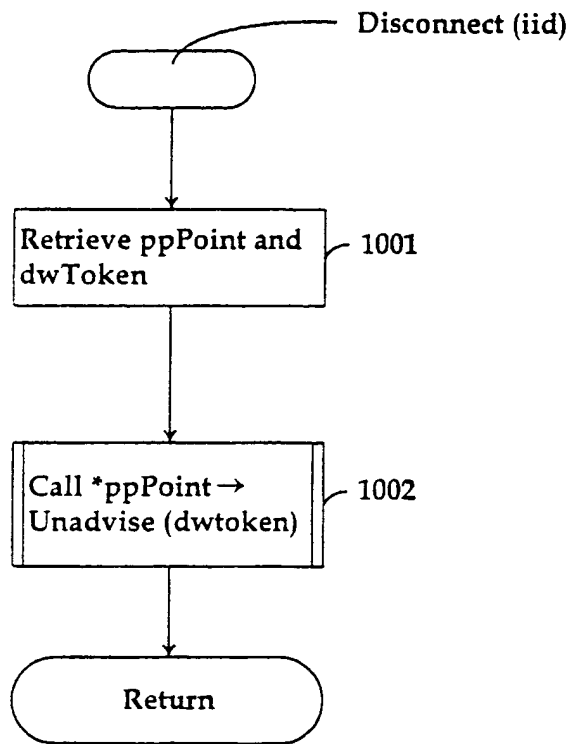 Disconnect (iid)
Retrieve ppPoint and
dwToken
1001
Call *ppPoint →
Unadvise (dwtoken)
1002
Return